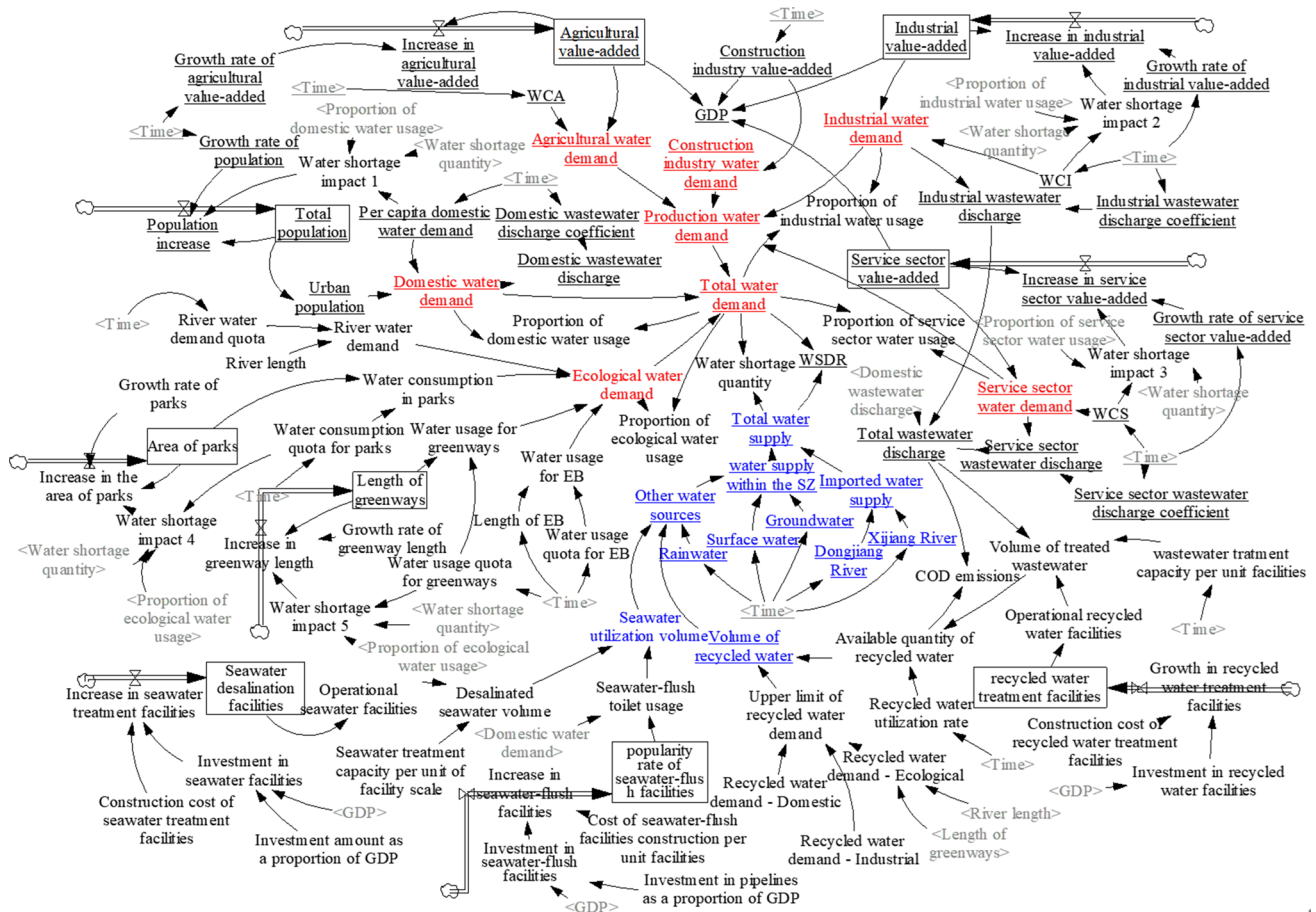 Agricultural
value-added
<Time>
Industrial
value-added
Increase in
agricultural
value-added
Growth rate of
agricultural
value-added
Construction
industry value-added
Increase in industrial
value-added
Growth rate of
industrial value-added
<Time>
WCA
GDP
<Proportion of
industrial water usage>
Water shortage
impact 2
<Time>
<Proportion of
domestic water usage>
Growth rate of
population
Water shortage
impact 1
<Water shortage
quantity>
Agricultural water
demand
Construction
industry water
demand
Industrial water
demand
<Water shortage
quantity>
<Time>
WCI
<Time>
Population
increase
Total
population
Per capita domestic
water demand
Domestic wastewater
discharge coefficient
Production water
demand
Proportion of
industrial water usage
Industrial wastewater
discharge
Industrial wastewater
discharge coefficient
Domestic wastewater
discharge
Service sector
value-added
Urban
population
Domestic water
demand
Total water
demand
Increase in service
sector value-added
<Time>
River water
demand quota
River water
demand
River length
Proportion of
domestic water usage
Proportion of service
sector water usage
<Proportion of service
sector water usage>
Growth rate of service
sector value-added
Water shortage
quantity
WSDR
Water shortage
impact 3
Growth rate of
parks
Water consumption
in parks
Ecological water
demand
<Domestic
wastewater
discharge>
Service sector
water demand
<Water shortage
quantity>
WCS
Area of parks
Water consumption
quota for parks
Water usage for
greenways
Proportion of
ecological water
usage
Total water
supply
Total wastewater
discharge
Service sector
wastewater discharge
<Time>
Increase in the
area of parks
<Time>
Length of
greenways
Water usage
for EB
water supply
within the SZ
Other water
sources
Imported water
supply
Service sector wastewater
discharge coefficient
Water shortage
impact 4
Increase in
greenway length
Growth rate of
greenway length
Length of EB
Water usage
quota for EB
Groundwater
Surface water
Rainwater
Dongjiang
River
Xijiang River
<Water shortage
quantity>
Water usage quota
for greenways
COD emissions
Volume of treated
wastewater
wastewater tratment
capacity per unit facilities
<Proportion of
ecological water
usage>
Water shortage
impact 5
<Water shortage
quantity>
<Time>
<Time>
Operational recycled
water facilities
<Time>
<Proportion of ecological
water usage>
Seawater
utilization volume
Volume of
recycled water
Available quantity of
recycled water
Increase in seawater
treatment facilities
Seawater
desalination
facilities
Operational
seawater facilities
Desalinated
seawater volume
Seawater-flush
toilet usage
Upper limit of
recycled water
demand
Recycled water
utilization rate
recycled water
treatment facilities
Growth in recycled
water treatment
facilities
<Domestic water
demand>
Seawater treatment
capacity per unit of
facility scale
Construction cost of
recycled water treatment
facilities
<Time>
Investment in
seawater facilities
Increase in
seawater-flush
facilities
popularity
rate of
seawater-flus
h facilities
Recycled water
demand - Domestic
Recycled water
demand - Ecological
<GDP>
Investment in recycled
water facilities
Construction cost of
seawater treatment
facilities
<GDP>
Cost of seawater-flush
facilities construction per
unit facilities
<River length>
<Length of
greenways>
Investment amount as
a proportion of GDP
Investment in
seawater-flush
facilities
Recycled water
demand - Industrial
Investment in pipelines
as a proportion of GDP
<GDP>